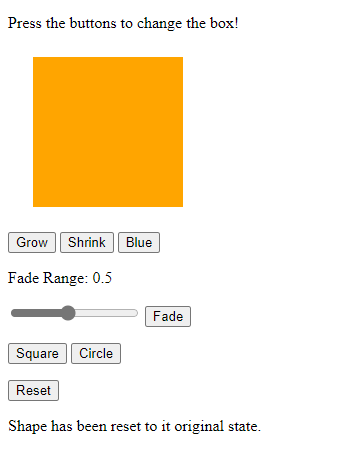 Press the buttons to change the box!
Grow Shrink Blue
Fade Range: 0.5
Fade
Square Circle
Reset
Shape has been reset to it original state.